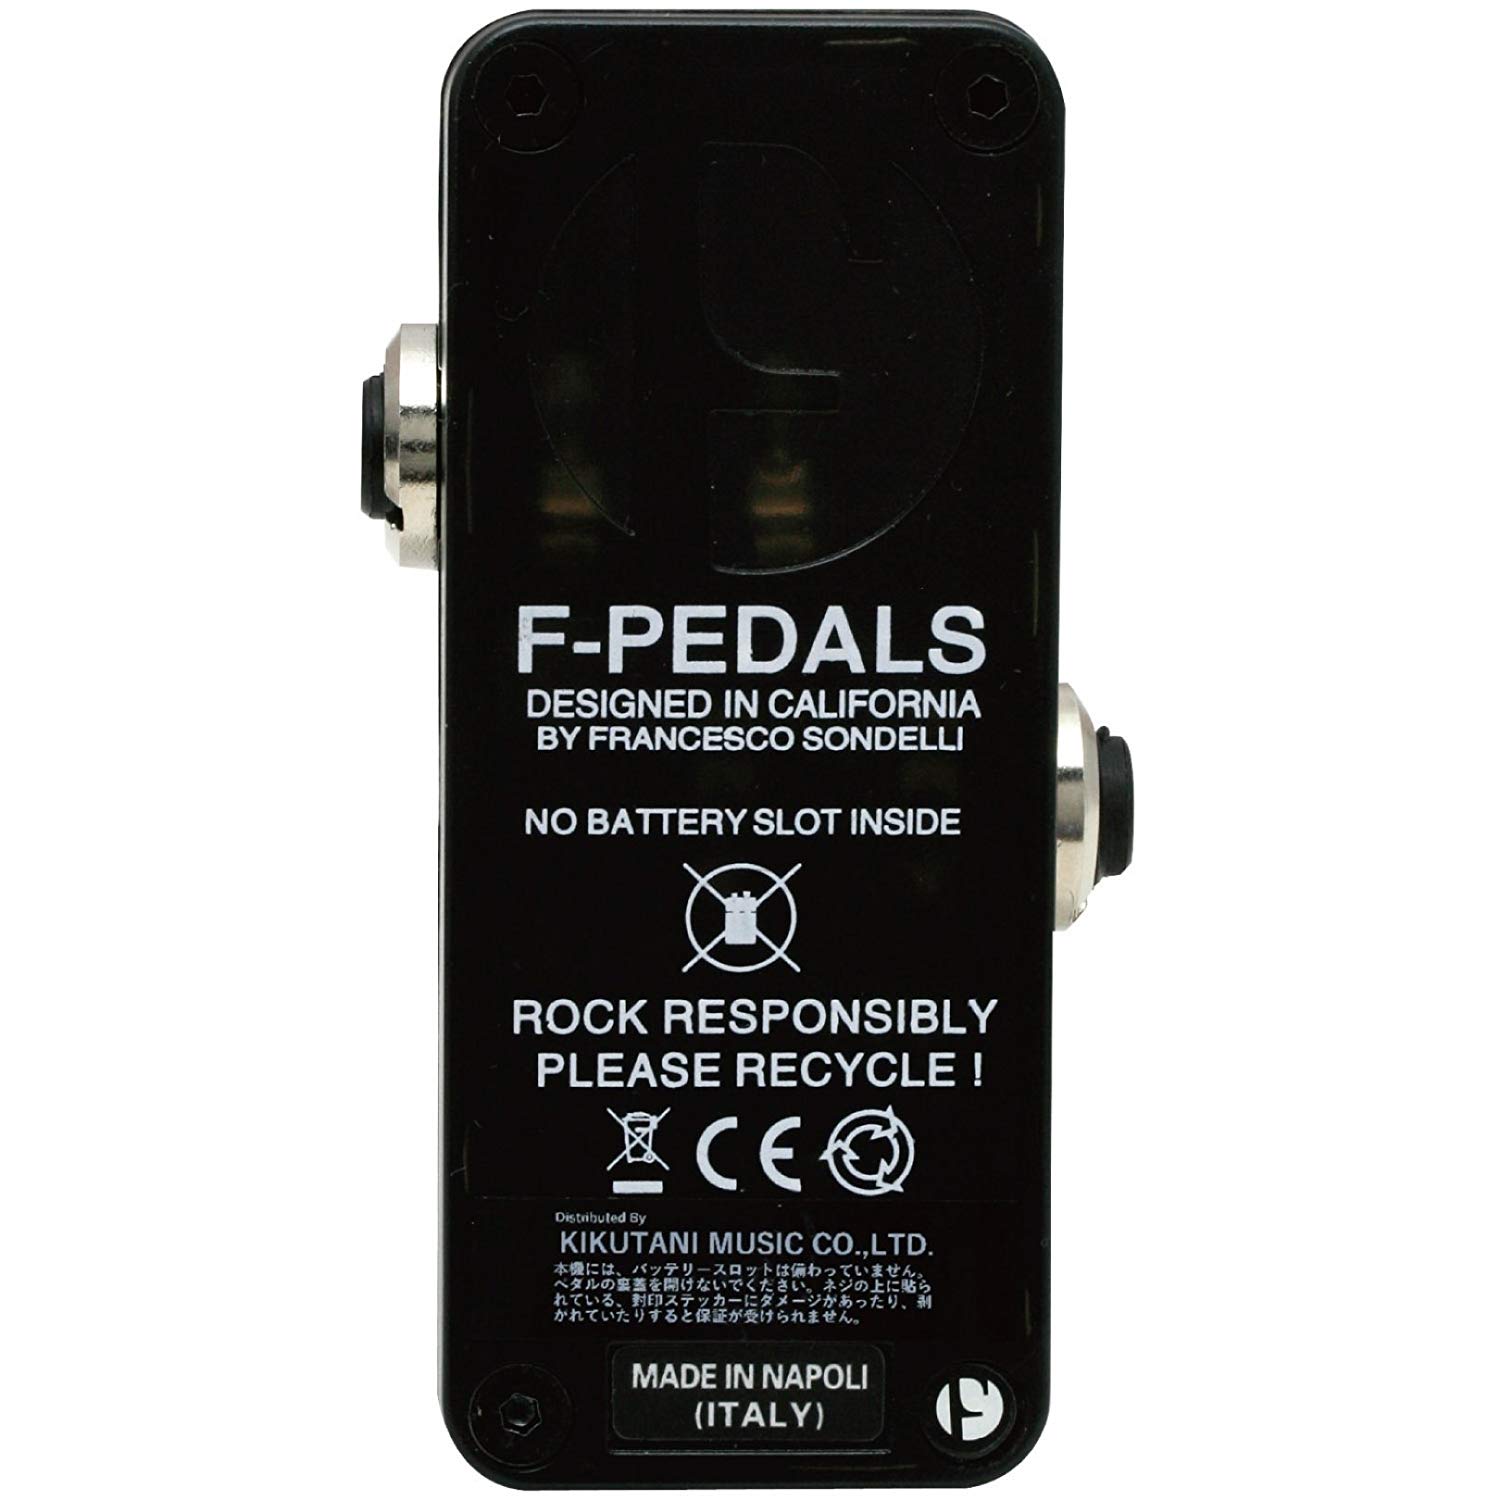 F-PEDALS
DESIGNED IN CALIFORNIA
BY FRANCESCO SONDELLI
NO BATTERY SLOT INSIDE
ROCK RESPONSIBLY
PLEASE RECYCLE !
CE
Distributed By
KIKUTANI MUSIC CO.,LTD.
本機には、バッテリースロットは備わっていません。
ペダルの裏蓋を開けないでください。ネジの上に貼ら
れている、封印ステッカーにダメージがあったり、剥
かれていたりすると保証が受けられません。
MADE IN NAPOLI
(ITALY)